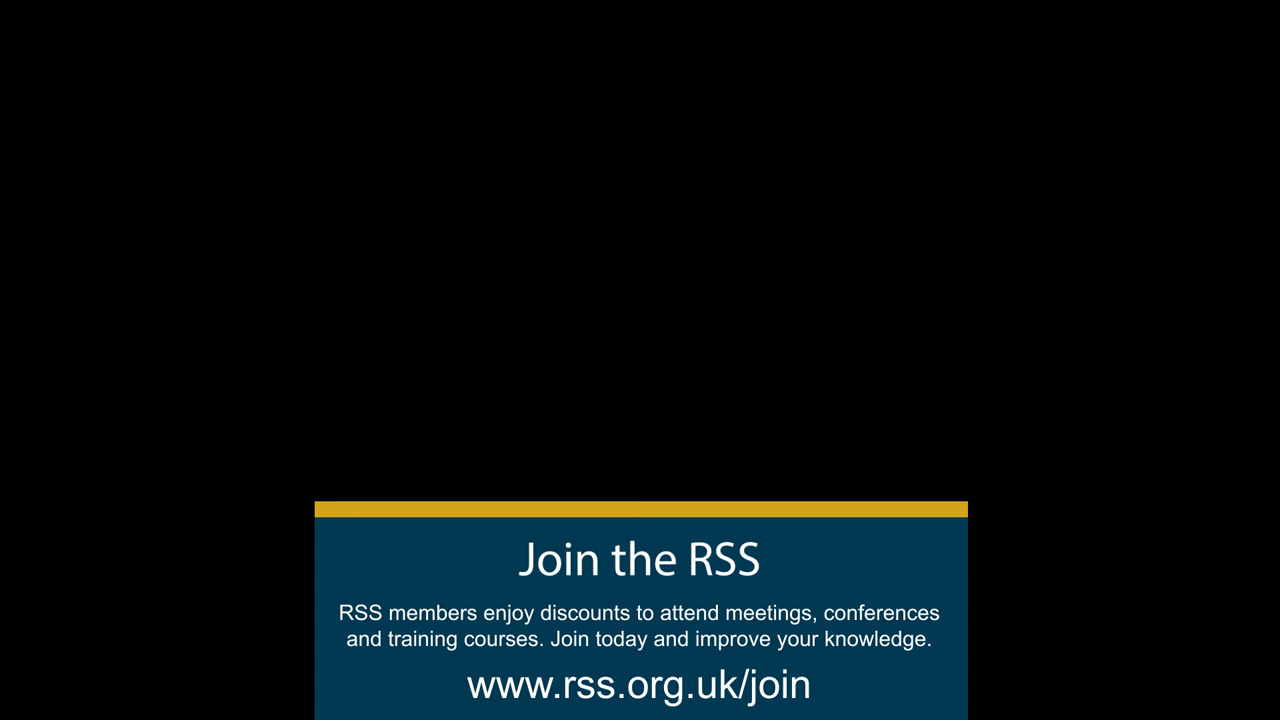 Join the RSS
RSS members enjoy discounts to attend meetings, conferences
and training courses. Join today and improve your knowledge.
www.rss.org.uk/join